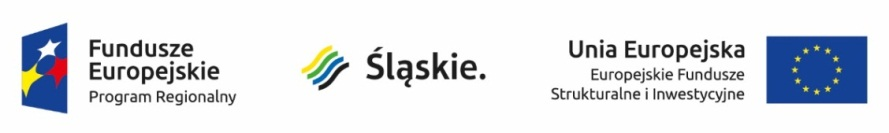 Fundusze
Europejskie
Program Regionalny
Śląskie.
Unia Europejska
Europejskie Fundusze
Strukturalne i Inwestycyjne